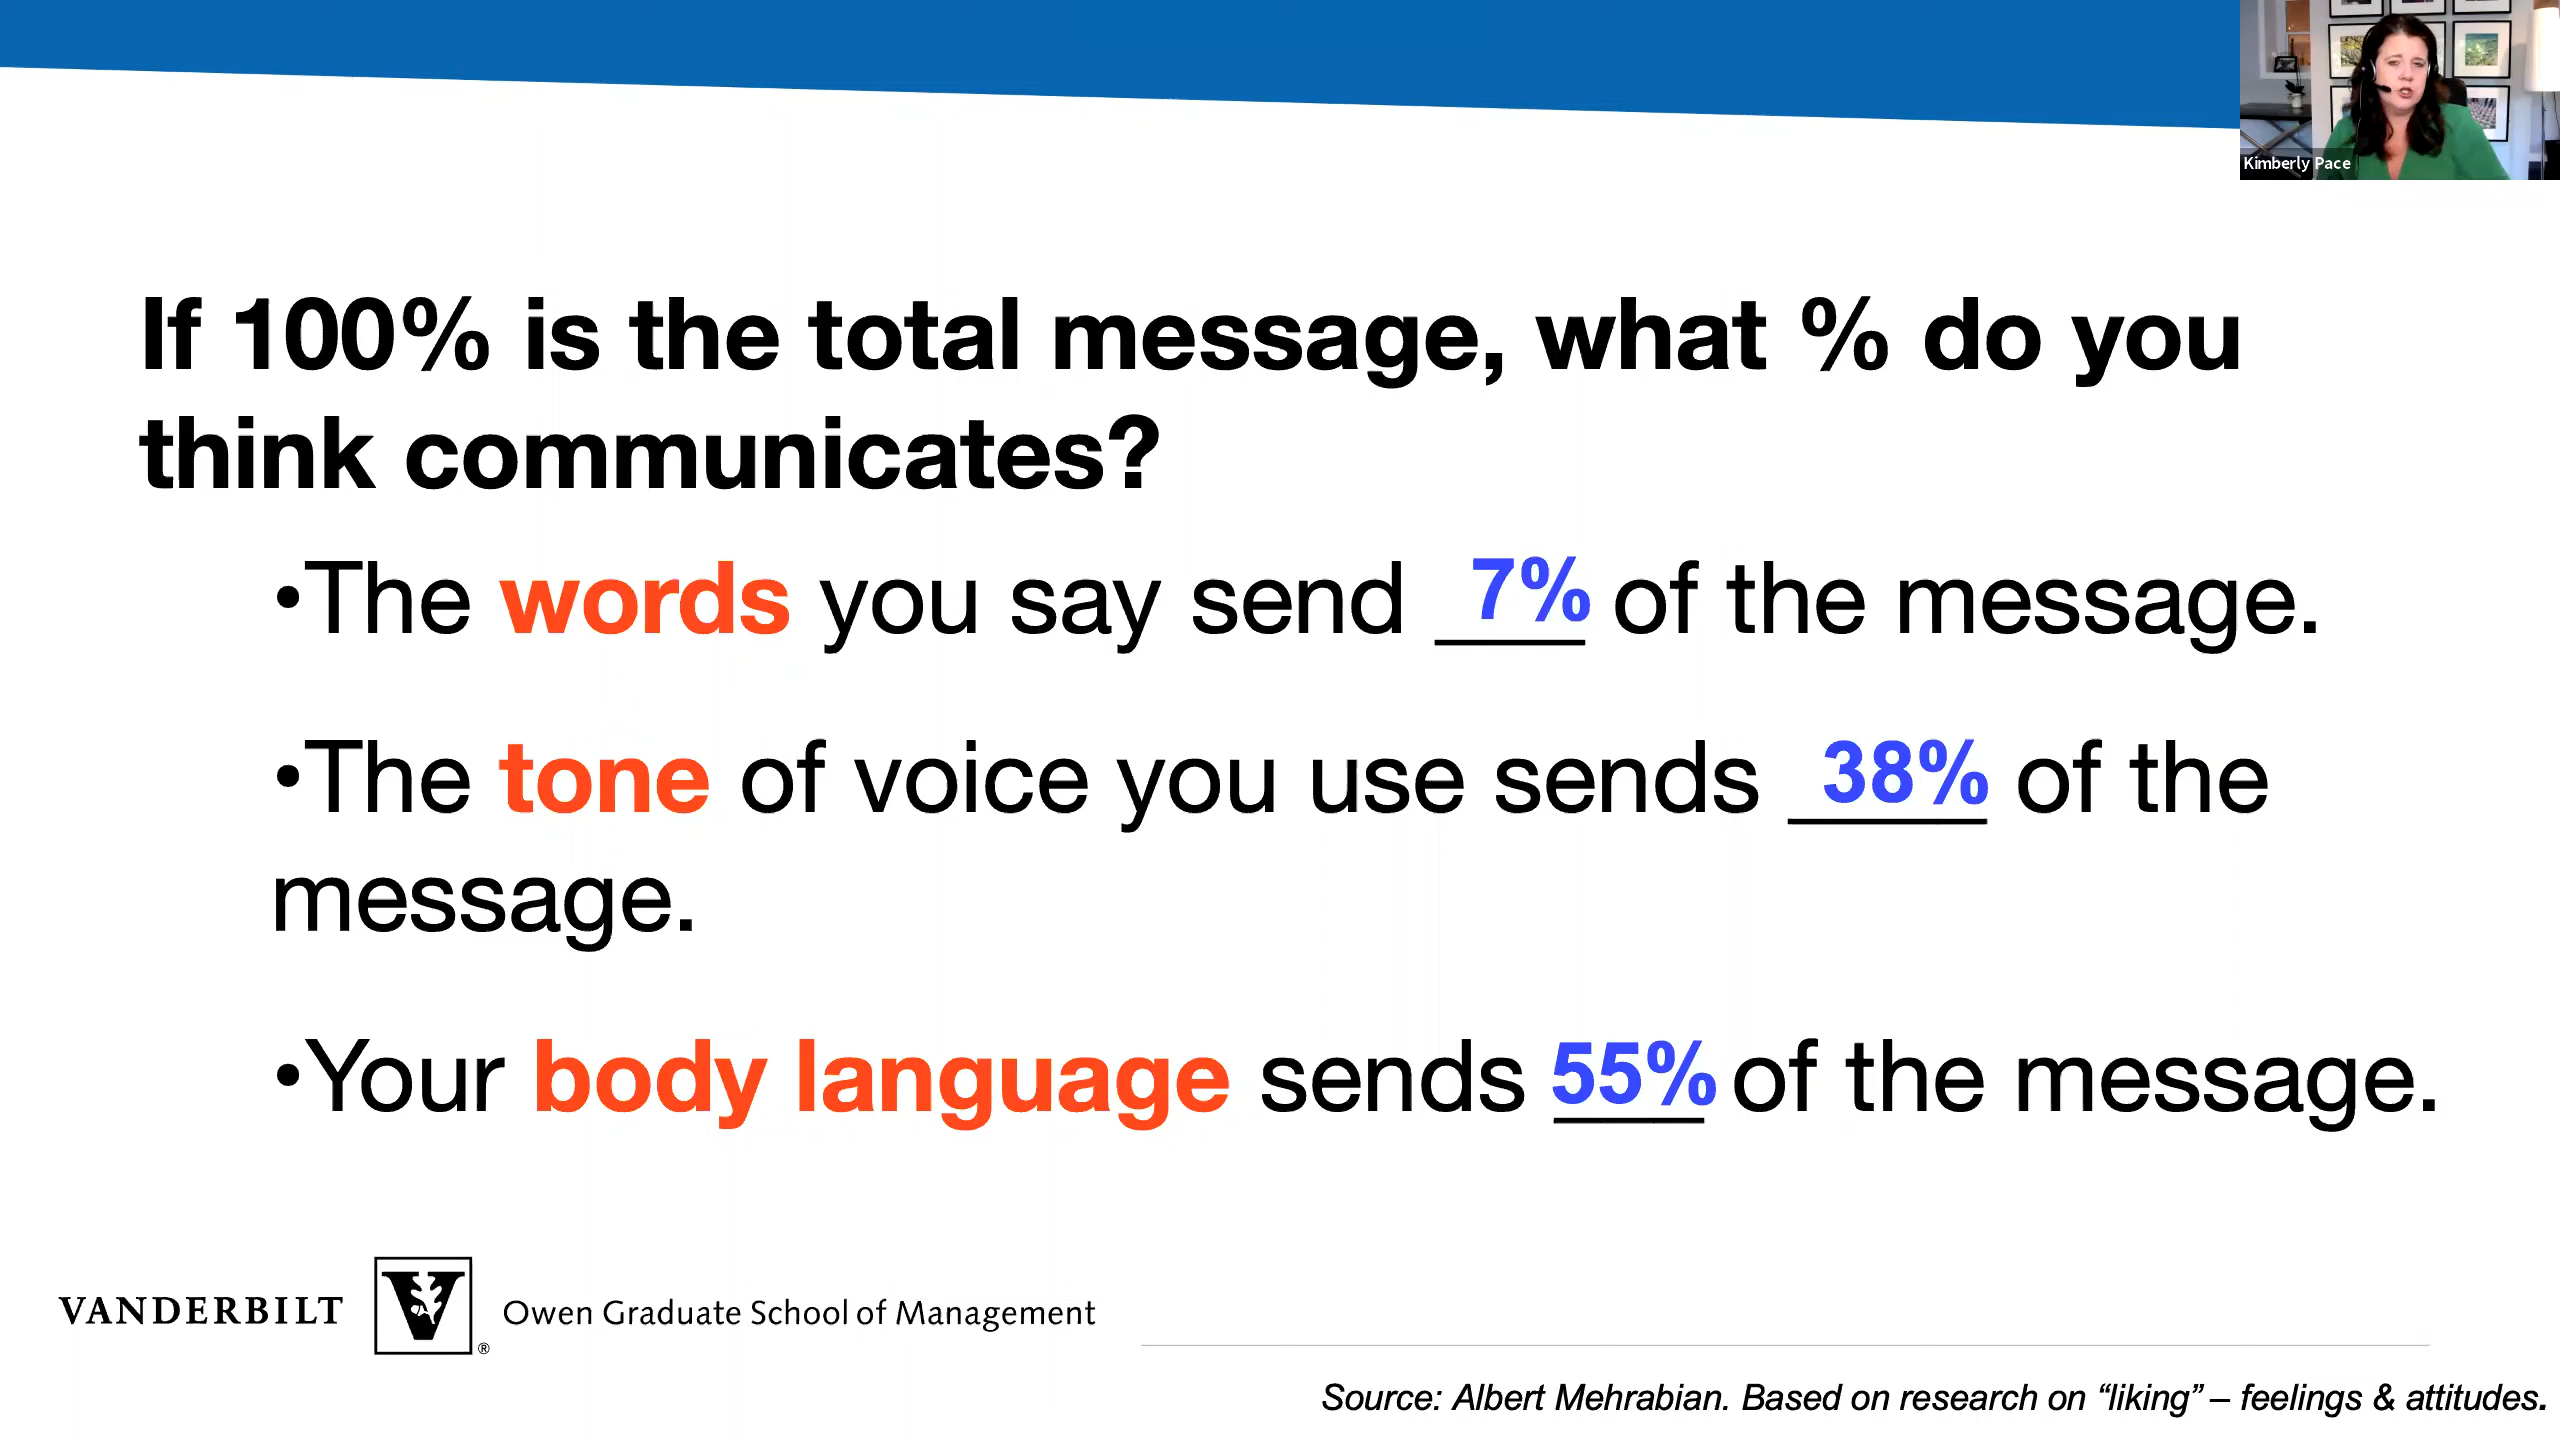 Kimberly Pace
If 100% is the total message, what % do you
think communicates?
•The words you say send 7% of the message.
•The tone of voice you use sends 38% of the
message.
•Your body language sends 55% of the message.
VANDERBILT V® Owen Graduate School of Management
Source: Albert Mehrabian. Based on research on “liking” – feelings & attitudes.